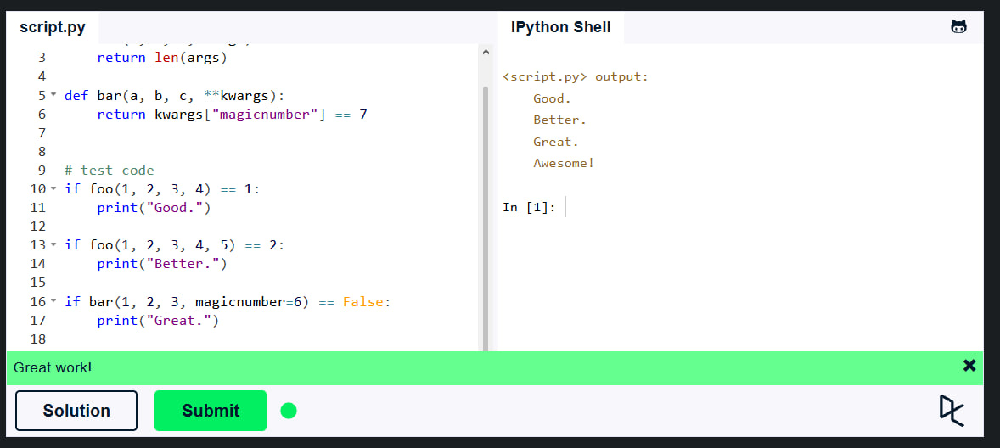 script.py
3 return len(args)
4
5 def bar(a, b, c, **kwargs):
6 return kwargs["magicnumber"] == 7
7
8
9 # test code
10 if foo(1, 2, 3, 4) == 1:
11 print("Good.")
12
13 if foo(1, 2, 3, 4, 5) == 2:
14 print("Better.")
15
16 if bar(1, 2, 3, magicnumber=6) == False:
17 print("Great.")
18
IPython Shell
<script.py> output:
Good.
Better.
Great.
Awesome!
In [1]:
Great work!
Solution
Submit